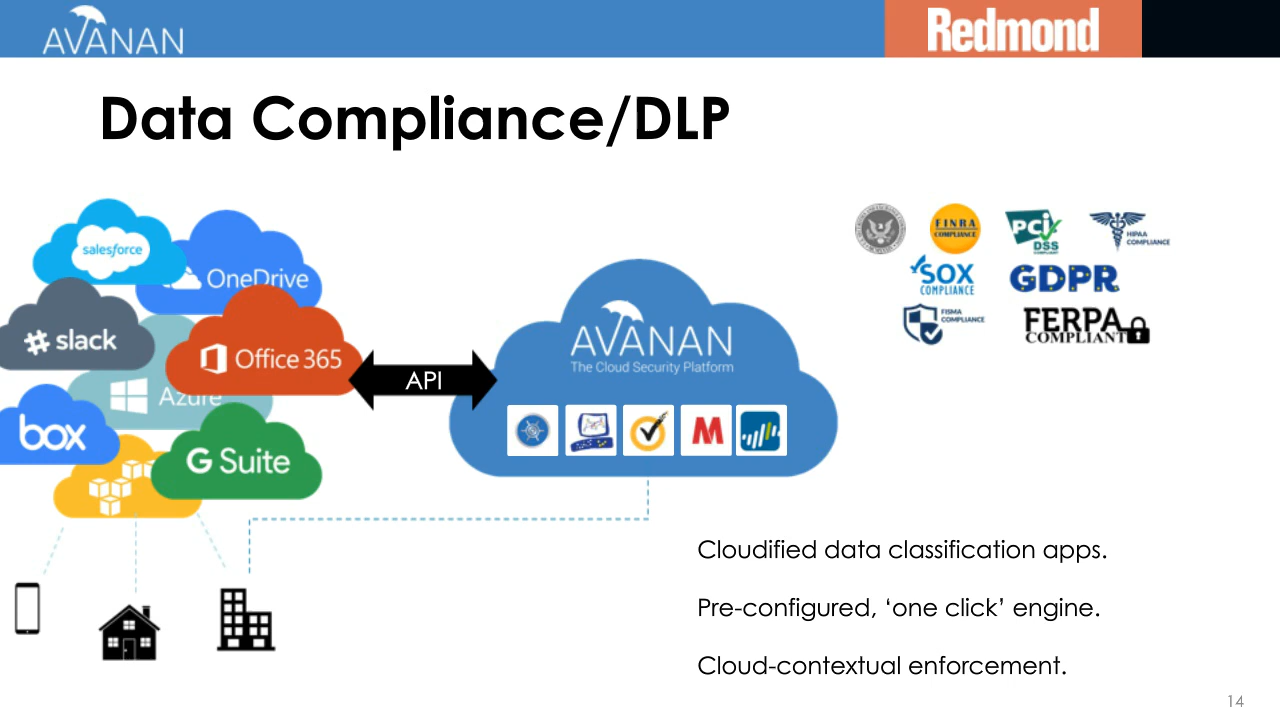 AVANAN
Redmond
Data Compliance/DLP
salesforce
OneDrive
slack
Office 365
Azure
box
G Suite
API
AVANAN
The Cloud Security Platform
M
FINRA
COMPLIANCE
PCI
DSS
COMPLIANT
HIPAA
COMPLIANCE
SOX
COMPLIANCE
GDPR
FISMA
COMPLIANCE
FERPA
COMPLIANT
Cloudified data classification apps.
Pre-configured, ‘one click’ engine.
Cloud-contextual enforcement.
14